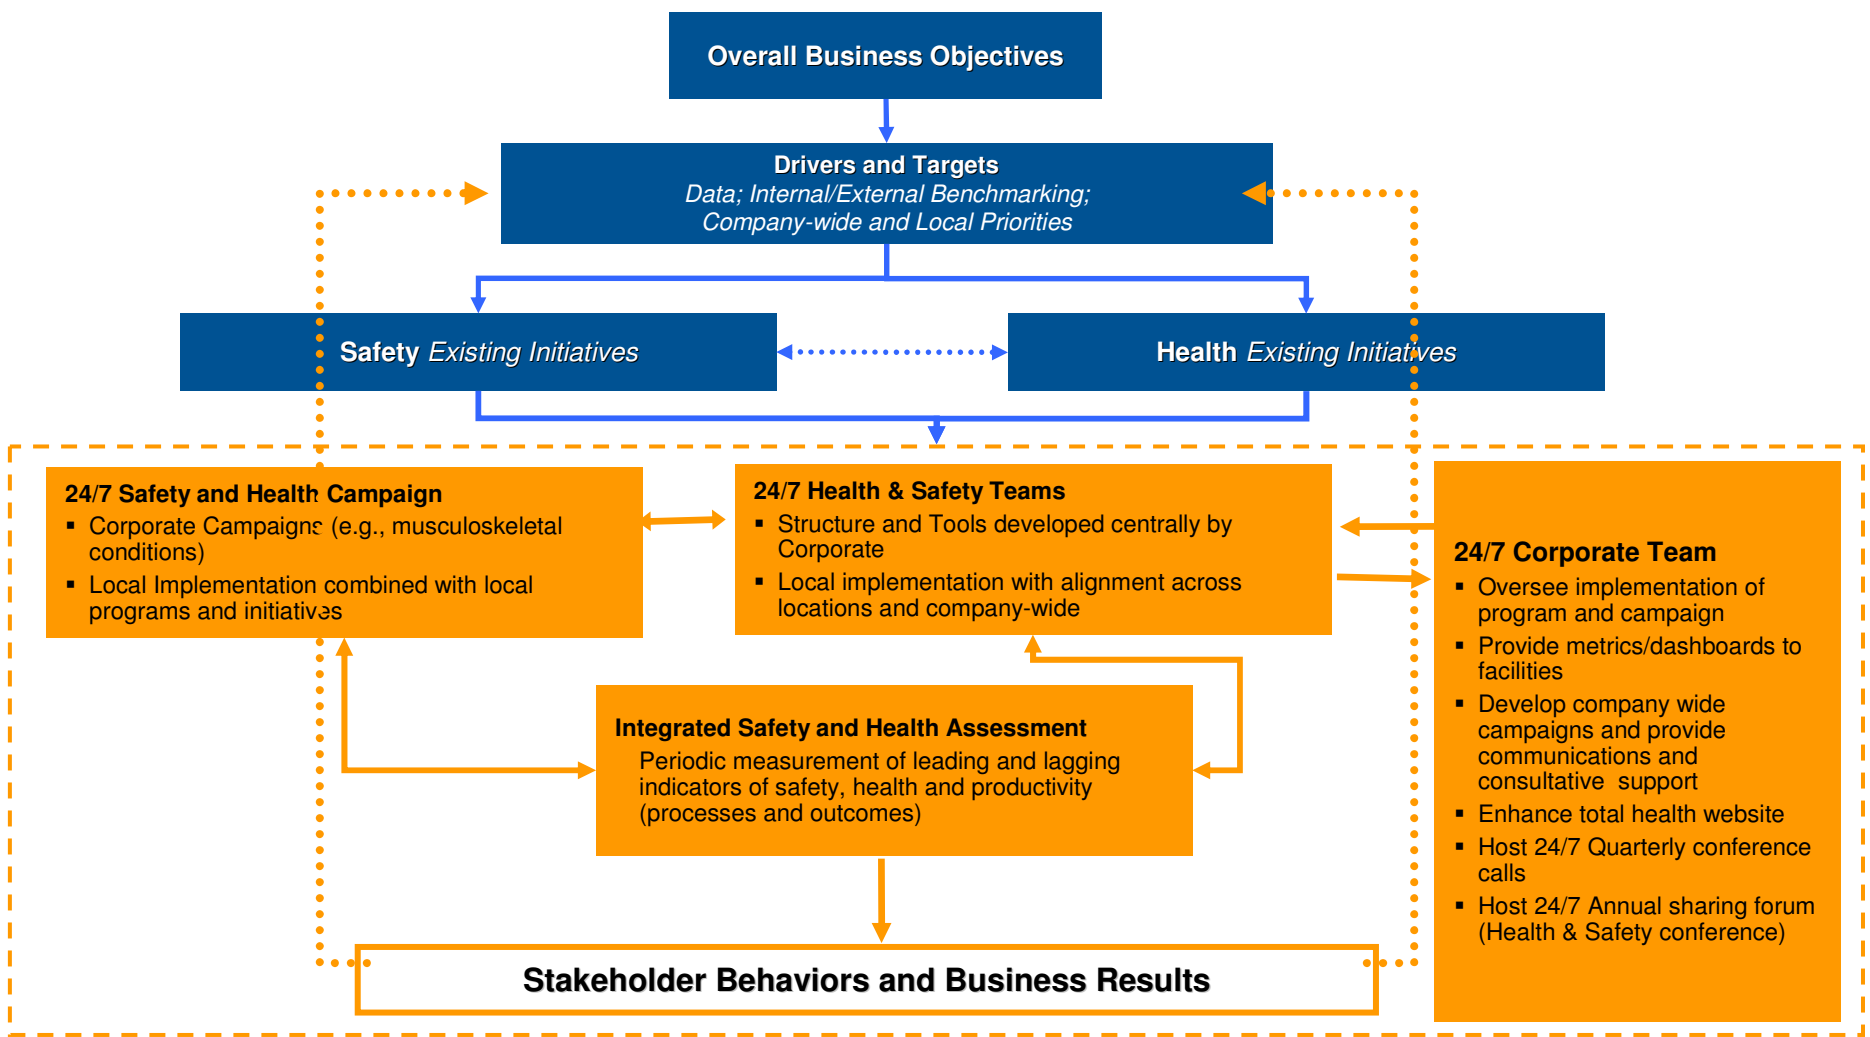 Overall Business Objectives
Drivers and Targets
Data; Internal/External Benchmarking;
Company-wide and Local Priorities
Safety Existing Initiatives
Health Existing Initiatives
24/7 Safety and Health Campaign
▪ Corporate Campaigns (e.g., musculoskeletal
conditions)
▪ Local Implementation combined with local
programs and initiatives
24/7 Health & Safety Teams
▪ Structure and Tools developed centrally by
Corporate
▪ Local implementation with alignment across
locations and company-wide
24/7 Corporate Team
▪ Oversee implementation of
program and campaign
▪ Provide metrics/dashboards to
facilities
▪ Develop company wide
campaigns and provide
communications and
consultative support
▪ Enhance total health website
▪ Host 24/7 Quarterly conference
calls
▪ Host 24/7 Annual sharing forum
(Health & Safety conference)
Integrated Safety and Health Assessment
Periodic measurement of leading and lagging
indicators of safety, health and productivity
(processes and outcomes)
Stakeholder Behaviors and Business Results